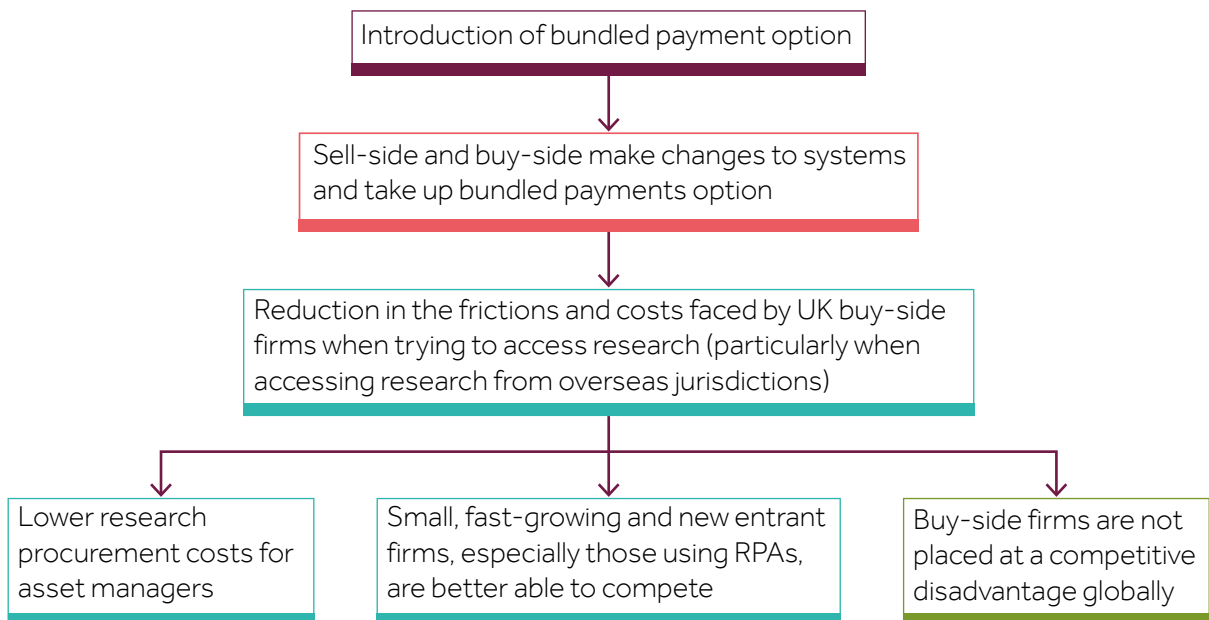 Introduction of bundled payment option
Sell-side and buy-side make changes to systems
and take up bundled payments option
Reduction in the frictions and costs faced by UK buy-side
firms when trying to access research (particularly when
accessing research from overseas jurisdictions)
Lower research
procurement costs for
asset managers
Small, fast-growing and new entrant
firms, especially those using RPAs,
are better able to compete
Buy-side firms are not
placed at a competitive
disadvantage globally